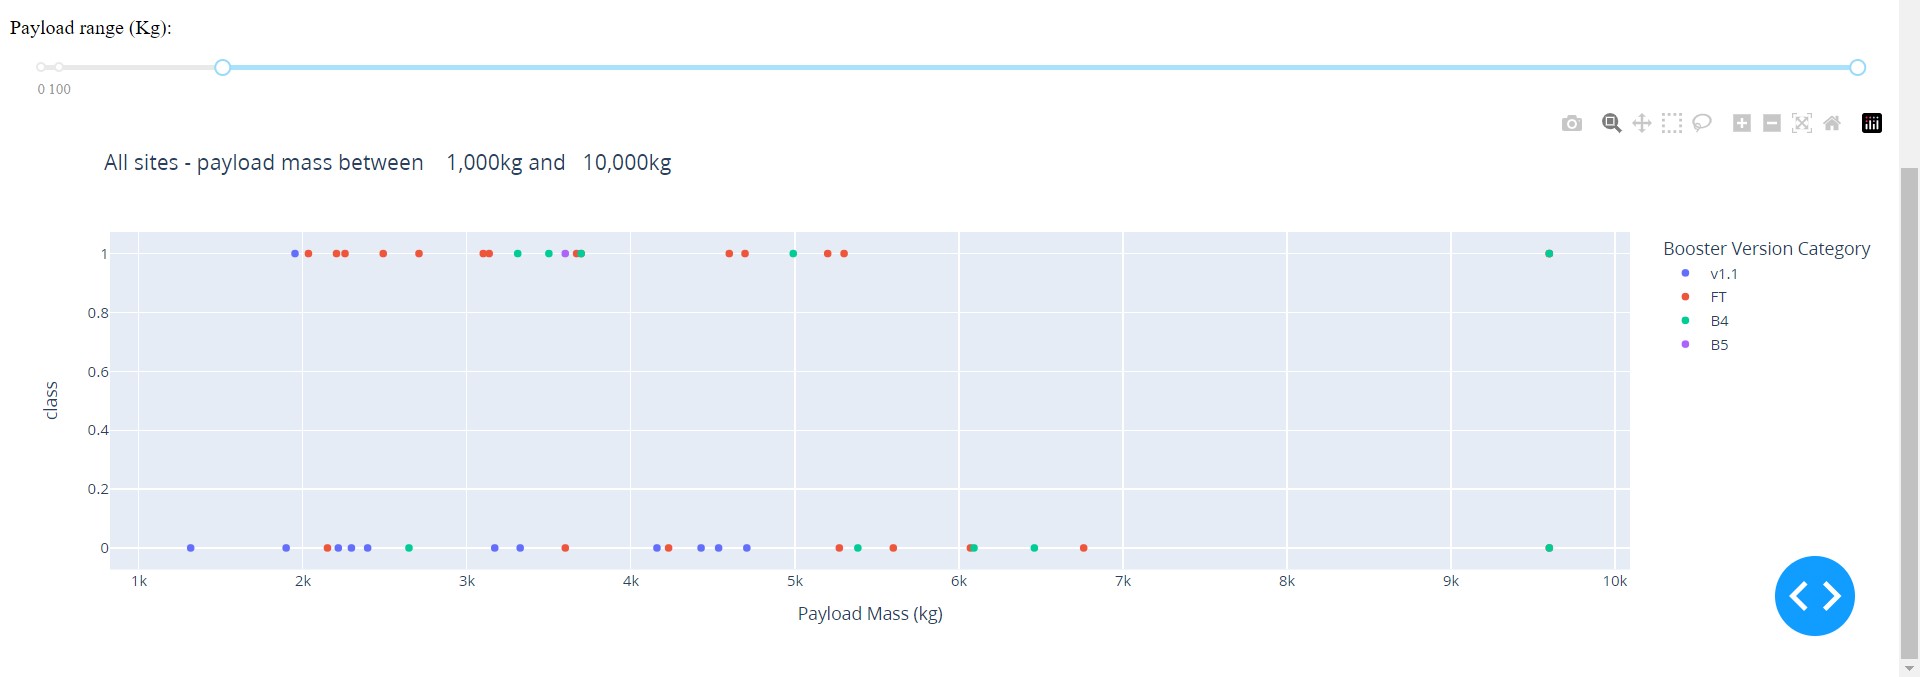 Payload range (Kg):
0 100
All sites - payload mass between 1,000kg and 10,000kg
Booster Version Category
v1.1
FT
B4
B5
class
1
0.8
0.6
0.4
0.2
0
1k 2k 3k 4k 5k 6k 7k 8k 9k 10k
Payload Mass (kg)